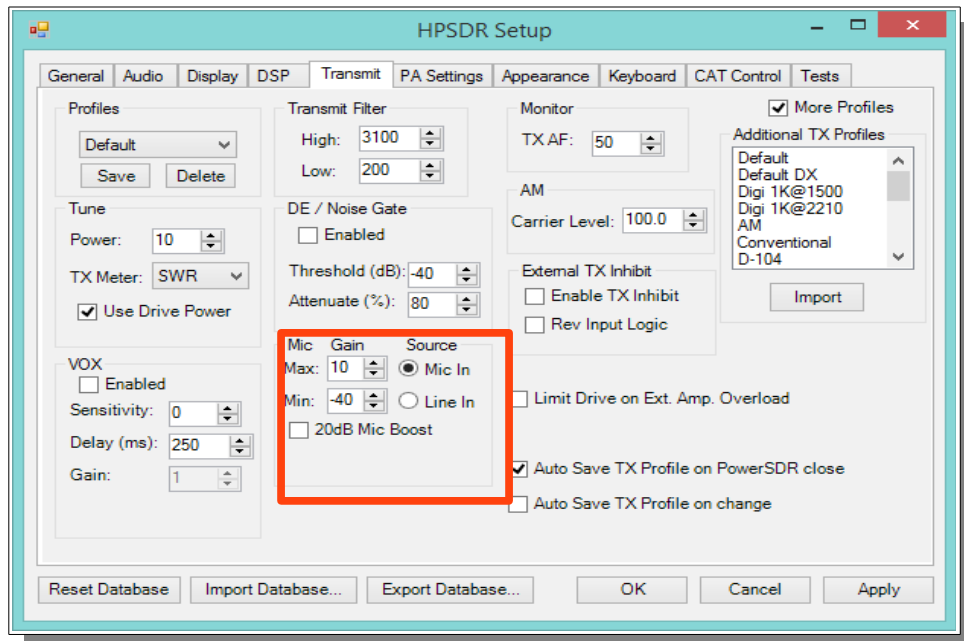 HPSDR Setup
General Audio Display DSP Transmit PA Settings Appearance Keyboard CAT Control Tests
Profiles
Default
Save Delete
Transmit Filter
High: 3100
Low: 200
Monitor
TX AF: 50
More Profiles
Additional TX Profiles
Default
Default DX
Digi 1K@1500
Digi 1K@2210
AM
Conventional
D-104
Import
Tune
Power: 10
TX Meter: SWR
Use Drive Power
DE / Noise Gate
Enabled
Threshold (dB): -40
Attenuate (%): 80
AM
Carrier Level: 100.0
External TX Inhibit
Enable TX Inhibit
Rev Input Logic
VOX
Enabled
Sensitivity: 0
Delay (ms): 250
Gain: 1
Mic Gain Source
Max: 10 Mic In
Min: -40 Line In
20dB Mic Boost
Limit Drive on Ext. Amp. Overload
Auto Save TX Profile on PowerSDR close
Auto Save TX Profile on change
Reset Database Import Database... Export Database... OK Cancel Apply